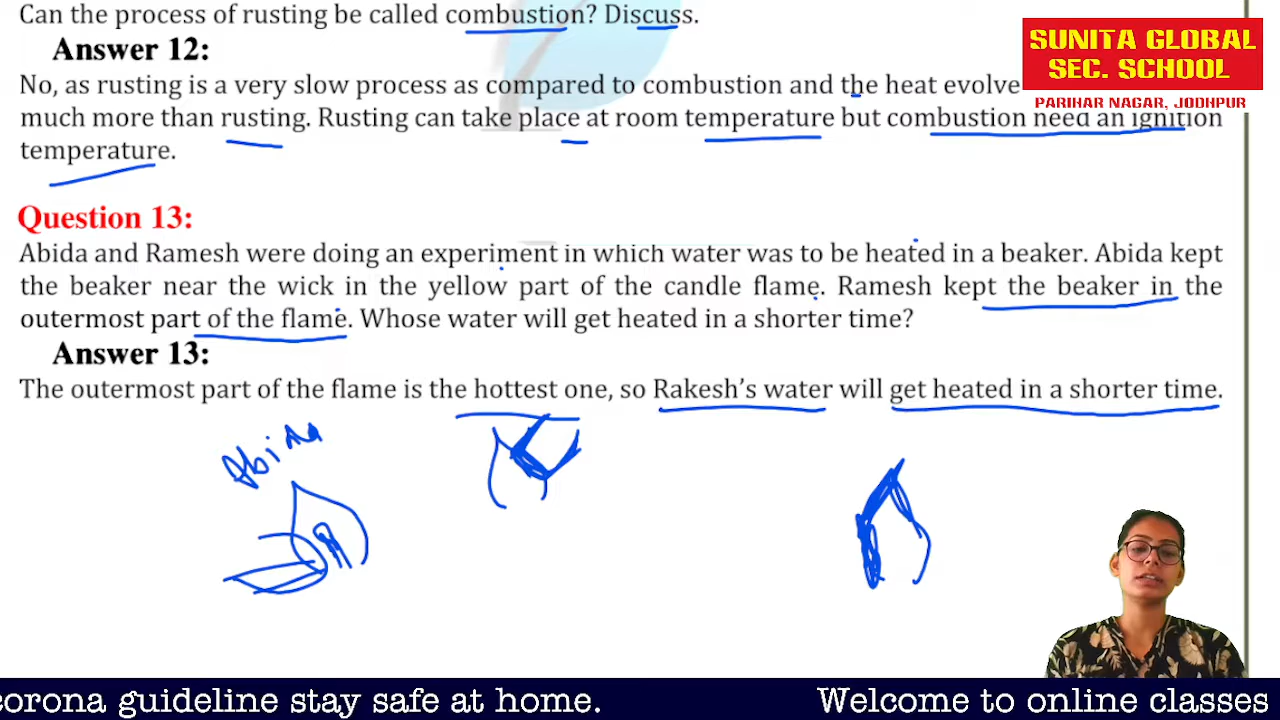 Can the process of rusting be called combustion? Discuss.
Answer 12:
No, as rusting is a very slow process as compared to combustion and the heat evolve
much more than rusting. Rusting can take place at room temperature but combustion need an ignition
temperature.
SUNITA GLOBAL
SEC. SCHOOL
PARIHAR NAGAR, JODHPUR
Question 13:
Abida and Ramesh were doing an experiment in which water was to be heated in a beaker. Abida kept
the beaker near the wick in the yellow part of the candle flame. Ramesh kept the beaker in the
outermost part of the flame. Whose water will get heated in a shorter time?
Answer 13:
The outermost part of the flame is the hottest one, so Rakesh’s water will get heated in a shorter time.
Abida
corona guideline stay safe at home.
Welcome to online classes